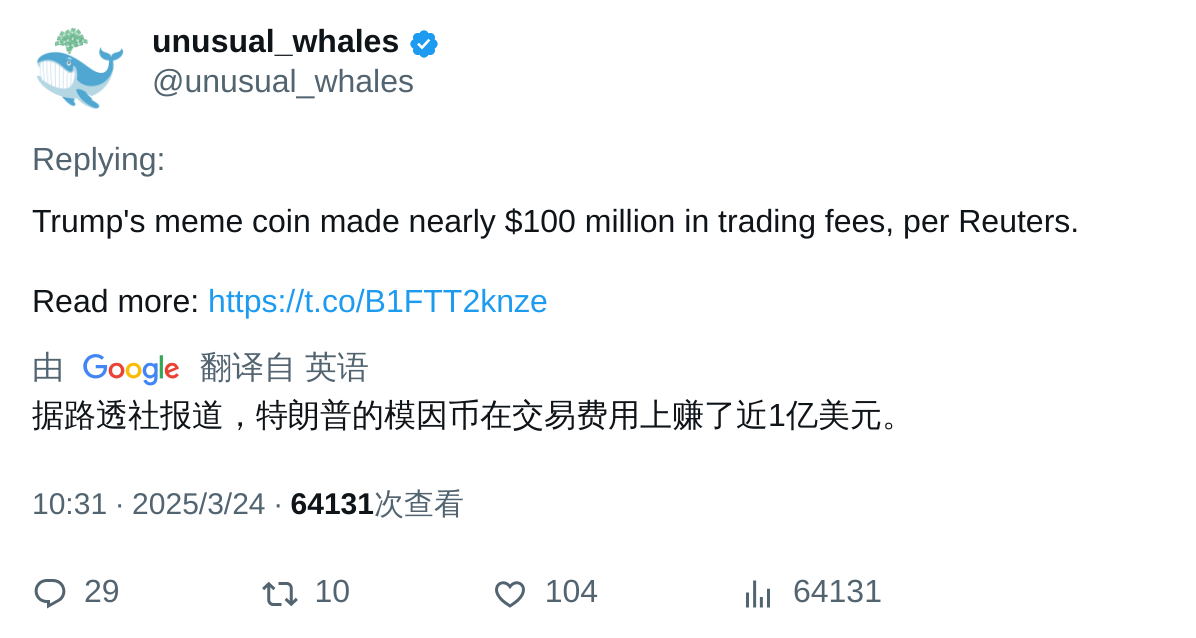 unusual_whales
@unusual_whales
Replying:
Trump's meme coin made nearly $100 million in trading fees, per Reuters.
Read more: https://t.co/B1FTT2knze
由 Google 翻译自 英语
据路透社报道，特朗普的模因币在交易费用上赚了近1亿美元。
10:31 · 2025/3/24 · 64131次查看
29 10 104 64131